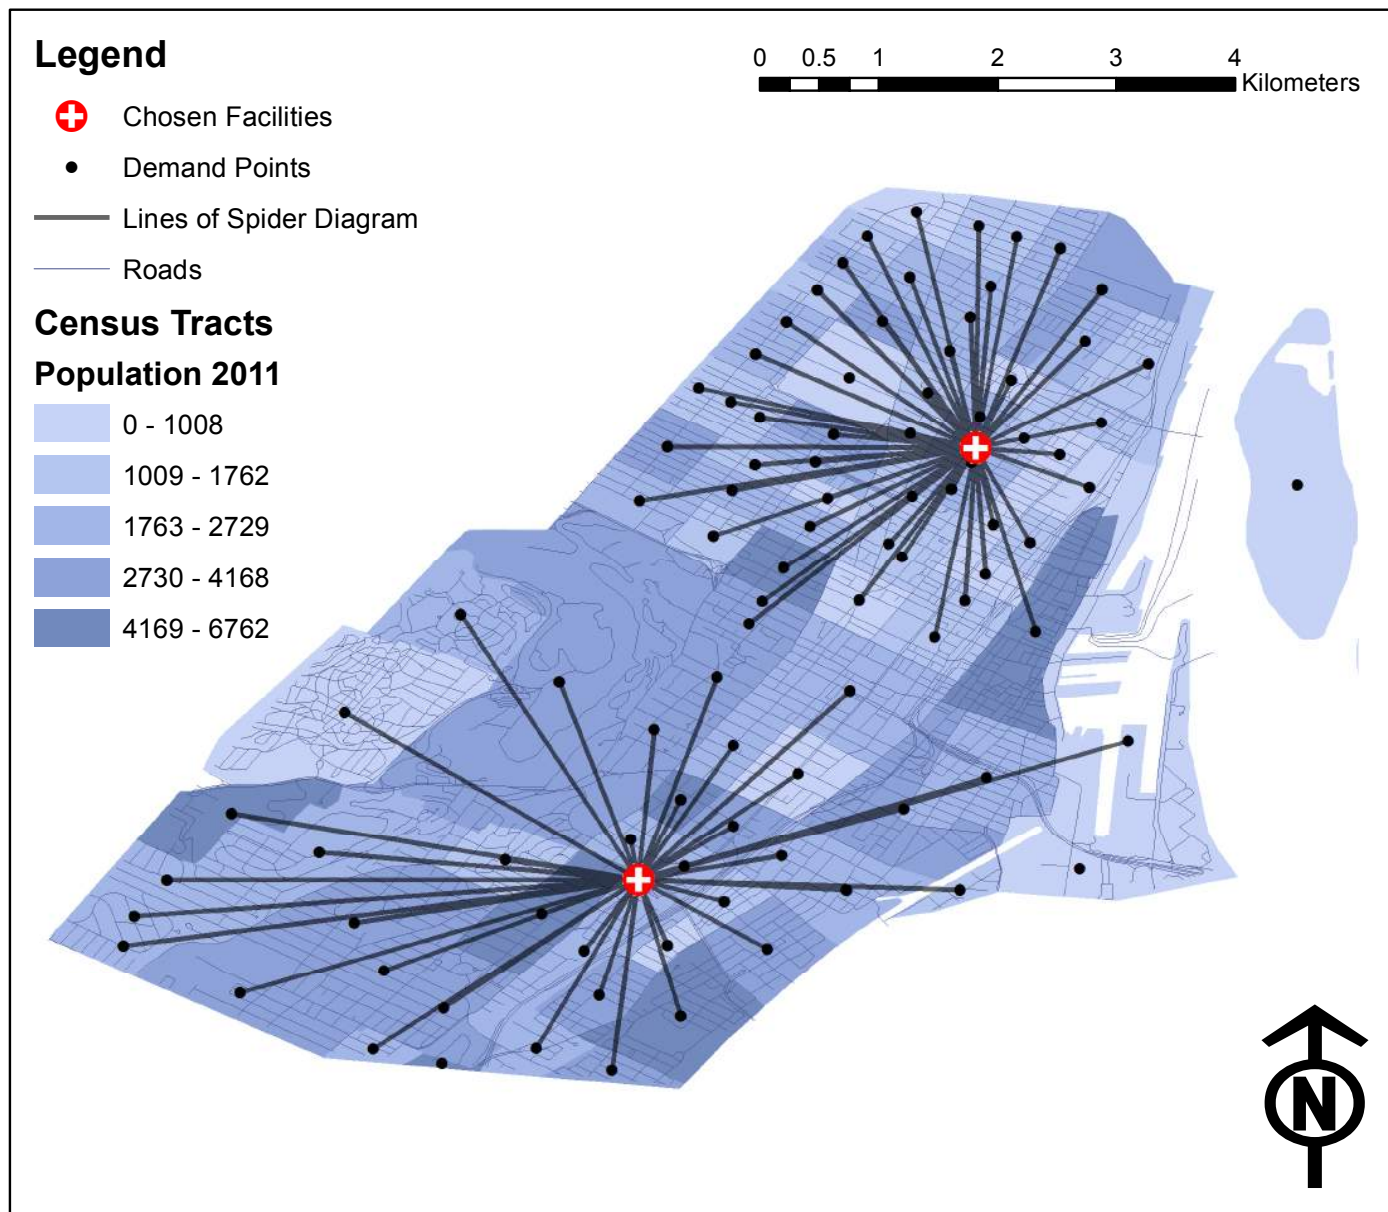 Legend
Chosen Facilities
Demand Points
Lines of Spider Diagram
Roads
Census Tracts
Population 2011
0 - 1008
1009 - 1762
1763 - 2729
2730 - 4168
4169 - 6762
0 0.5 1 2 3 4
Kilometers
N